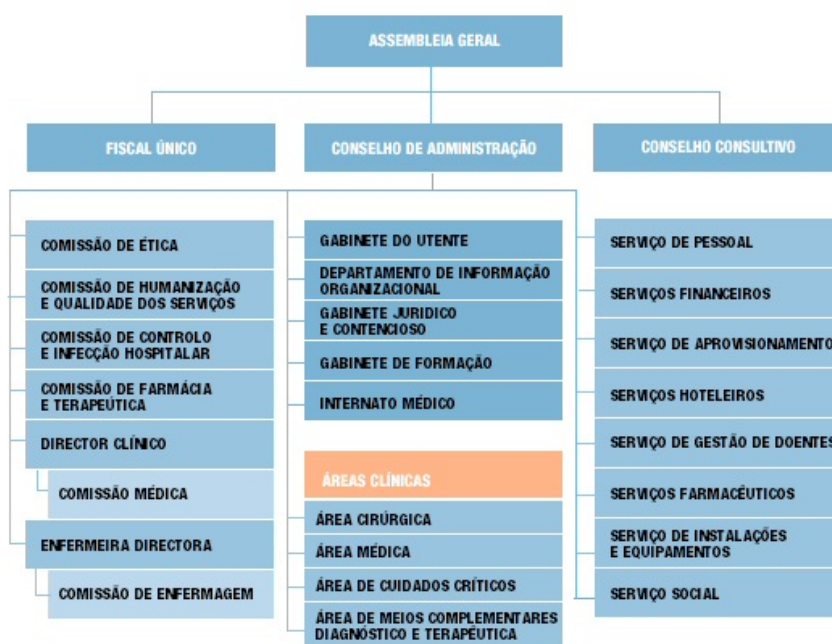 ASSEMBLEIA GERAL
FISCAL ÚNICO
CONSELHO DE ADMINISTRAÇÃO
CONSELHO CONSULTIVO
COMISSÃO DE ÉTICA
COMISSÃO DE HUMANIZAÇÃO
E QUALIDADE DOS SERVIÇOS
COMISSÃO DE CONTROLO
E INFECÇÃO HOSPITALAR
COMISSÃO DE FARMÁCIA
E TERAPEÚTICA
DIRECTOR CLÍNICO
COMISSÃO MÉDICA
ENFERMEIRA DIRECTORA
COMISSÃO DE ENFERMAGEM
GABINETE DO UTENTE
DEPARTAMENTO DE INFORMAÇÃO
ORGANIZACIONAL
GABINETE JURIDICO
E CONTENCIOSO
GABINETE DE FORMAÇÃO
INTERNATO MÉDICO
ÁREAS CLÍNICAS
ÁREA CIRÚRGICA
ÁREA MÉDICA
ÁREA DE CUIDADOS CRÍTICOS
ÁREA DE MEIOS COMPLEMENTARES
DIAGNÓSTICO E TERAPÊUTICA
SERVIÇO DE PESSOAL
SERVIÇOS FINANCEIROS
SERVIÇO DE APROVISIONAMENTO
SERVIÇOS HOTELEIROS
SERVIÇO DE GESTÃO DE DOENTES
SERVIÇOS FARMACÊUTICOS
SERVIÇO DE INSTALAÇÕES
E EQUIPAMENTOS
SERVIÇO SOCIAL